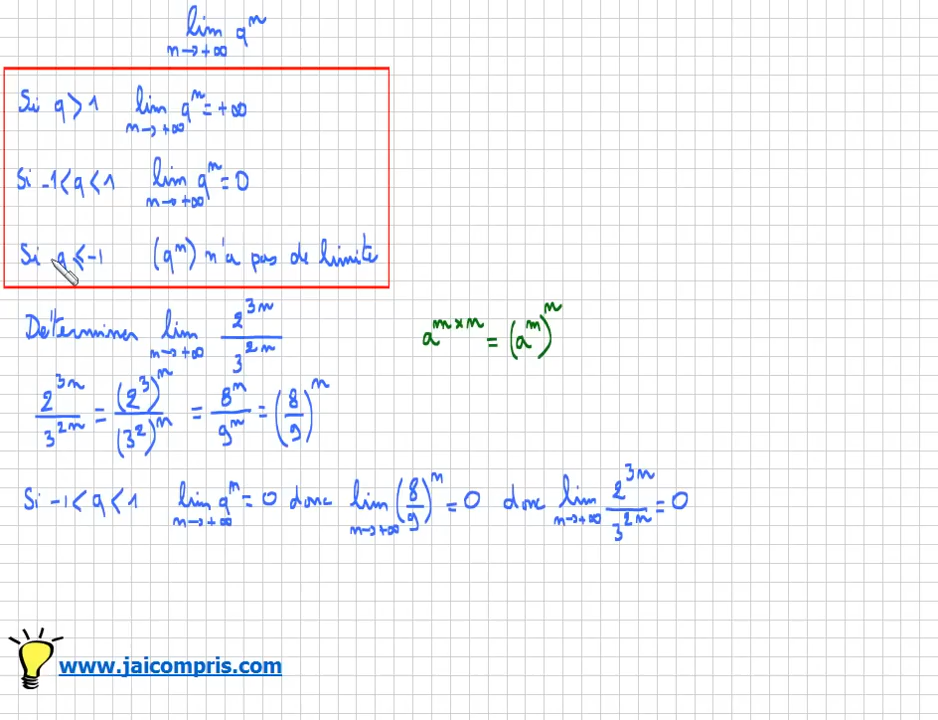 lim q^n
n→+∞
Si q > 1 lim q^n = +∞
n→+∞
Si -1 < q < 1 lim q^n = 0
n→+∞
Si q ≤ -1 (q^n) n'a pas de limite
Déterminer lim 2^{3n} / 3^{2n}
n→+∞
a^{m×n} = (a^m)^n
2^{3n} / 3^{2n} = (2^3)^n / (3^2)^n = 8^n / 9^n = (8/9)^n
Si -1 < q < 1 lim q^n = 0 donc lim (8/9)^n = 0 donc lim 2^{3n} / 3^{2n} = 0
n→+∞ n→+∞ n→+∞
www.jaicompris.com